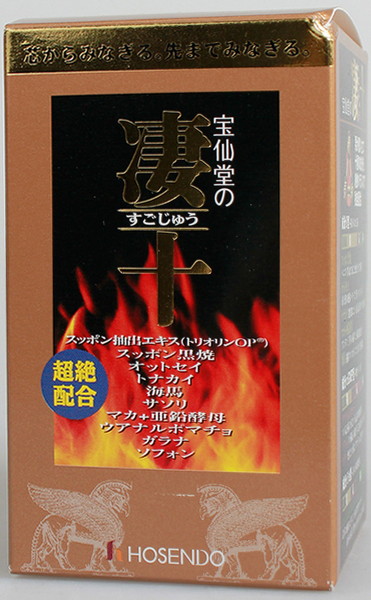 芯からみなぎる。先までみなぎる。
宝仙堂の
凄十
すごじゅう
スッポン抽出エキス(トリオリンOP®)
スッポン黒焼
オットセイ
トナカイ
海馬
サソリ
マカ+亜鉛酵母
ウアナルポマチョ
ガラナ
ソフォン
超絶
配合
HOSENDO